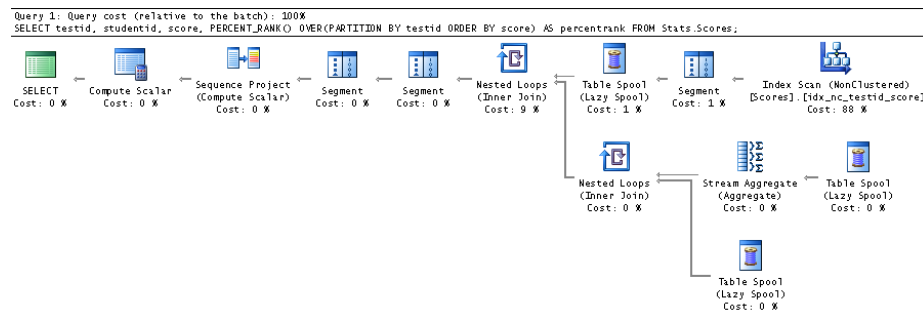 Query 1: Query cost (relative to the batch): 100%
SELECT testid, studentid, score, PERCENT_RANK() OVER(PARTITION BY testid ORDER BY score) AS percentrank FROM Stats.Scores;
SELECT
Cost: 0 %
Compute Scalar
Cost: 0 %
Sequence Project
(Compute Scalar)
Cost: 0 %
Segment
Cost: 0 %
Segment
Cost: 0 %
Nested Loops
(Inner Join)
Cost: 9 %
Table Spool
(Lazy Spool)
Cost: 1 %
Segment
Cost: 1 %
Index Scan (NonClustered)
[Scores].[idx_nc_testid_score]
Cost: 88 %
Nested Loops
(Inner Join)
Cost: 0 %
Stream Aggregate
(Aggregate)
Cost: 0 %
Table Spool
(Lazy Spool)
Cost: 0 %
Table Spool
(Lazy Spool)
Cost: 0 %